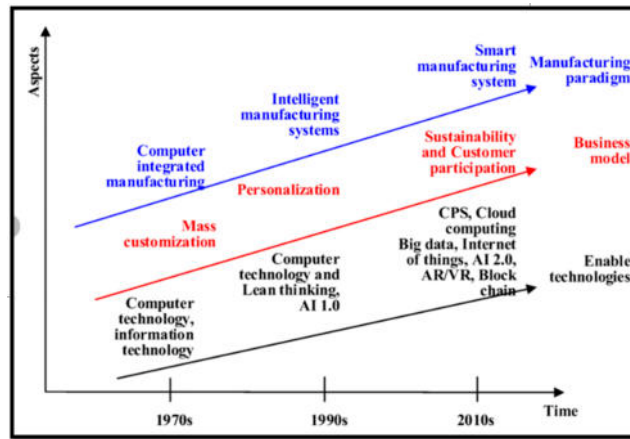 Aspects
Smart
manufacturing
system
Manufacturing
paradigm
Intelligent
manufacturing
systems
Computer
integrated
manufacturing
Sustainability
and Customer
participation
Business
model
Personalization
Mass
customization
CPS, Cloud
computing
Big data, Internet
of things, AI 2.0,
AR/VR, Block
chain
Enable
technologies
Computer
technology and
Lean thinking,
AI 1.0
Computer
technology,
information
technology
1970s
1990s
2010s
Time